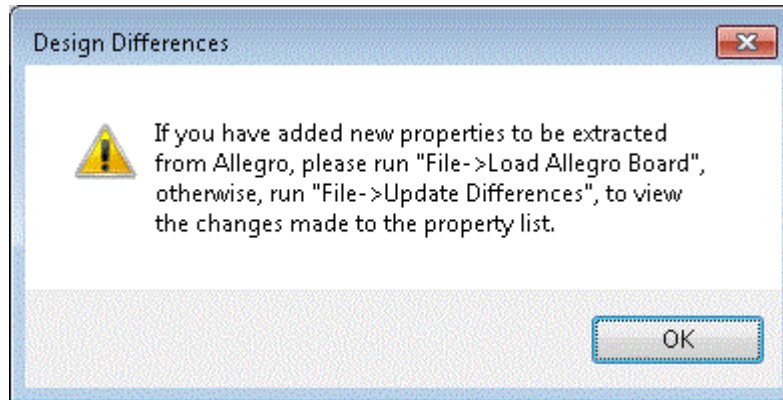 Design Differences
If you have added new properties to be extracted
from Allegro, please run "File->Load Allegro Board",
otherwise, run "File->Update Differences", to view
the changes made to the property list.
OK